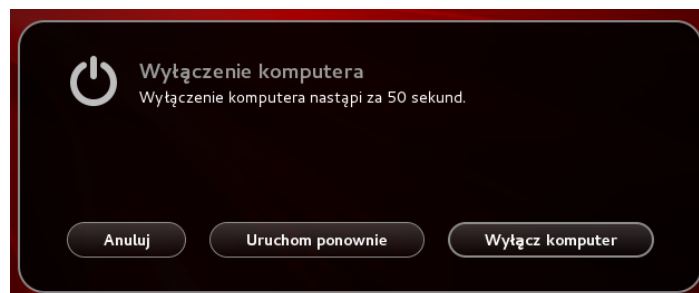 Wyłączenie komputera
Wyłączenie komputera nastąpi za 50 sekund.
Anuluj
Uruchom ponownie
Wyłącz komputer